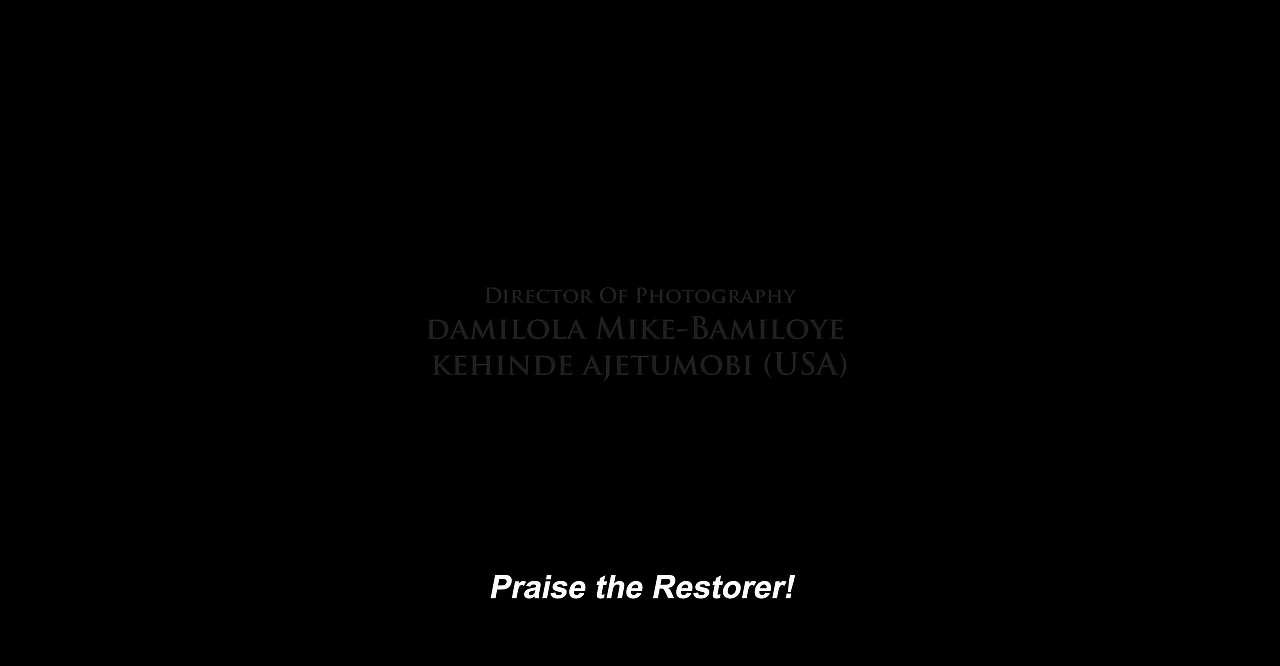 Director Of Photography
DAMILOLA MIKE-BAMILOYE
KEHINDE AJETUMOBI (USA)
Praise the Restorer!